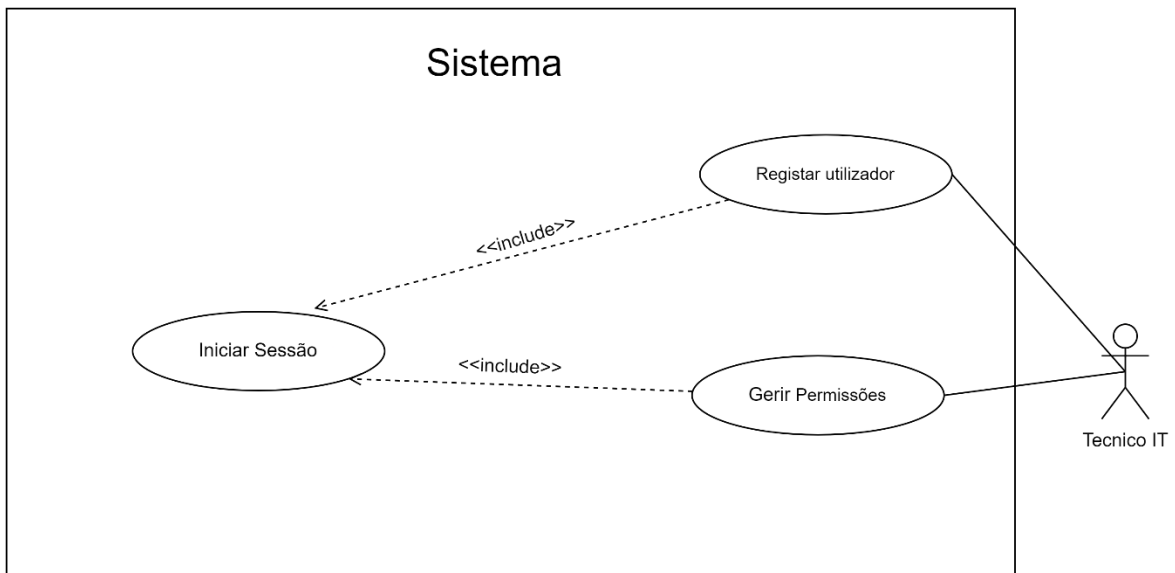 Sistema
Registar utilizador
<<include>>
Iniciar Sessão
<<include>>
Gerir Permissões
Tecnico IT